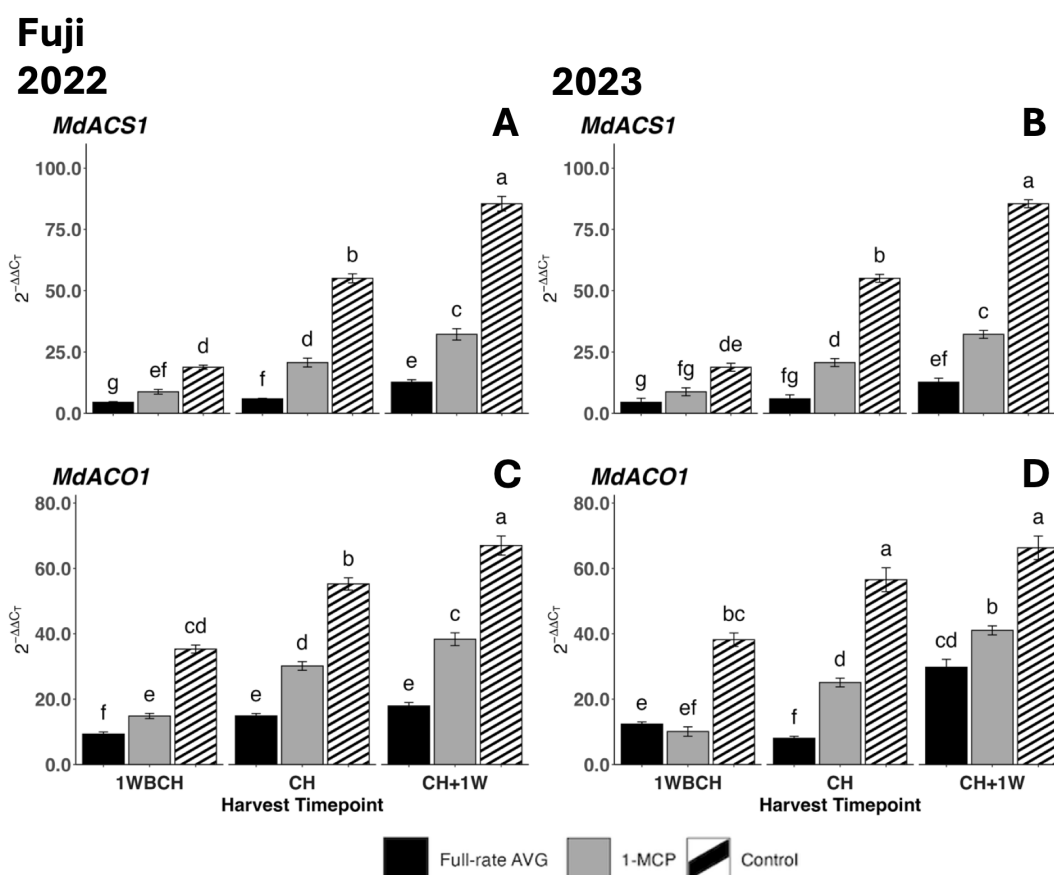 Fuji
2022
2023
MdACS1
A
2^-ΔΔCT
100.0
75.0
50.0
25.0
0.0
g ef d
f d b
e c a
MdACS1
B
2^-ΔΔCT
100.0
75.0
50.0
25.0
0.0
g fg de
fg d b
ef c a
MdACO1
C
2^-ΔΔCT
80.0
60.0
40.0
20.0
0.0
f e cd
e d b
e c a
1WBCH CH CH+1W
Harvest Timepoint
MdACO1
D
2^-ΔΔCT
80.0
60.0
40.0
20.0
0.0
e ef bc
f d a
cd b a
1WBCH CH CH+1W
Harvest Timepoint
Full-rate AVG 1-MCP Control